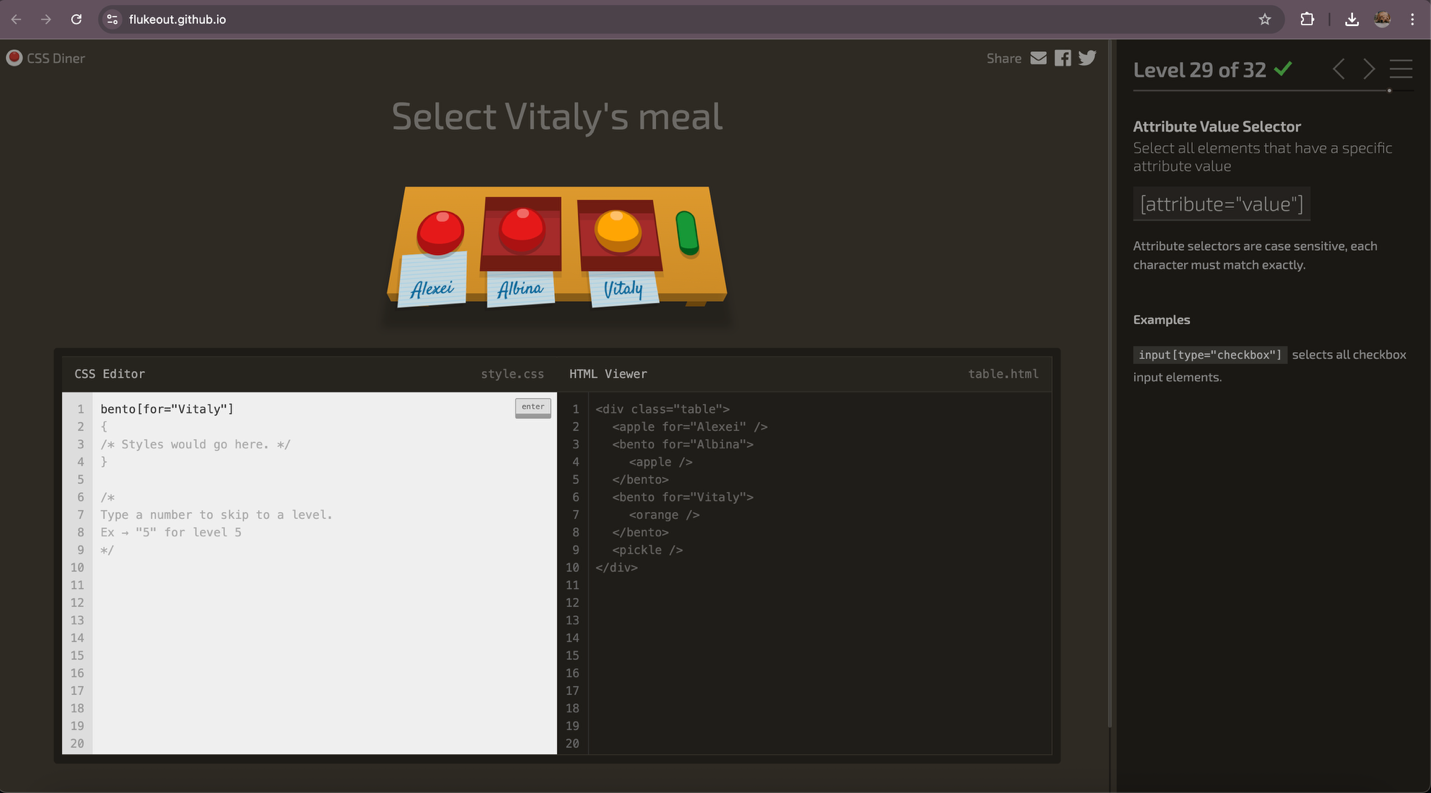 flukeout.github.io
CSS Diner
Share
Level 29 of 32
Select Vitaly's meal
Alexei
Albina
Vitaly
CSS Editor
style.css
1 bento[for="Vitaly"]
enter
2 {
3 /* Styles would go here. */
4 }
5
6 /*
7 Type a number to skip to a level.
8 Ex → "5" for level 5
9 */
10
11
12
13
14
15
16
17
18
19
20
HTML Viewer
table.html
1 <div class="table">
2 <apple for="Alexei" />
3 <bento for="Albina">
4 <apple />
5 </bento>
6 <bento for="Vitaly">
7 <orange />
8 </bento>
9 <pickle />
10 </div>
11
12
13
14
15
16
17
18
19
20
Attribute Value Selector
Select all elements that have a specific
attribute value
[attribute="value"]
Attribute selectors are case sensitive, each
character must match exactly.
Examples
input[type="checkbox"] selects all checkbox
input elements.